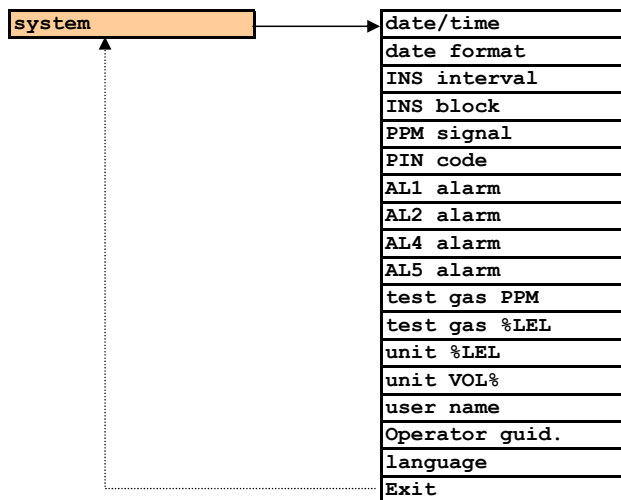 system
date/time
date format
INS interval
INS block
PPM signal
PIN code
AL1 alarm
AL2 alarm
AL4 alarm
AL5 alarm
test gas PPM
test gas %LEL
unit %LEL
unit VOL%
user name
Operator guid.
language
Exit